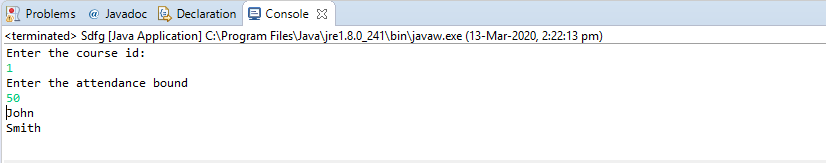 Problems @ Javadoc Declaration Console
<terminated> Sdfg [Java Application] C:\Program Files\Java\jre1.8.0_241\bin\javaw.exe (13-Mar-2020, 2:22:13 pm)
Enter the course id:
1
Enter the attendance bound
50
John
Smith